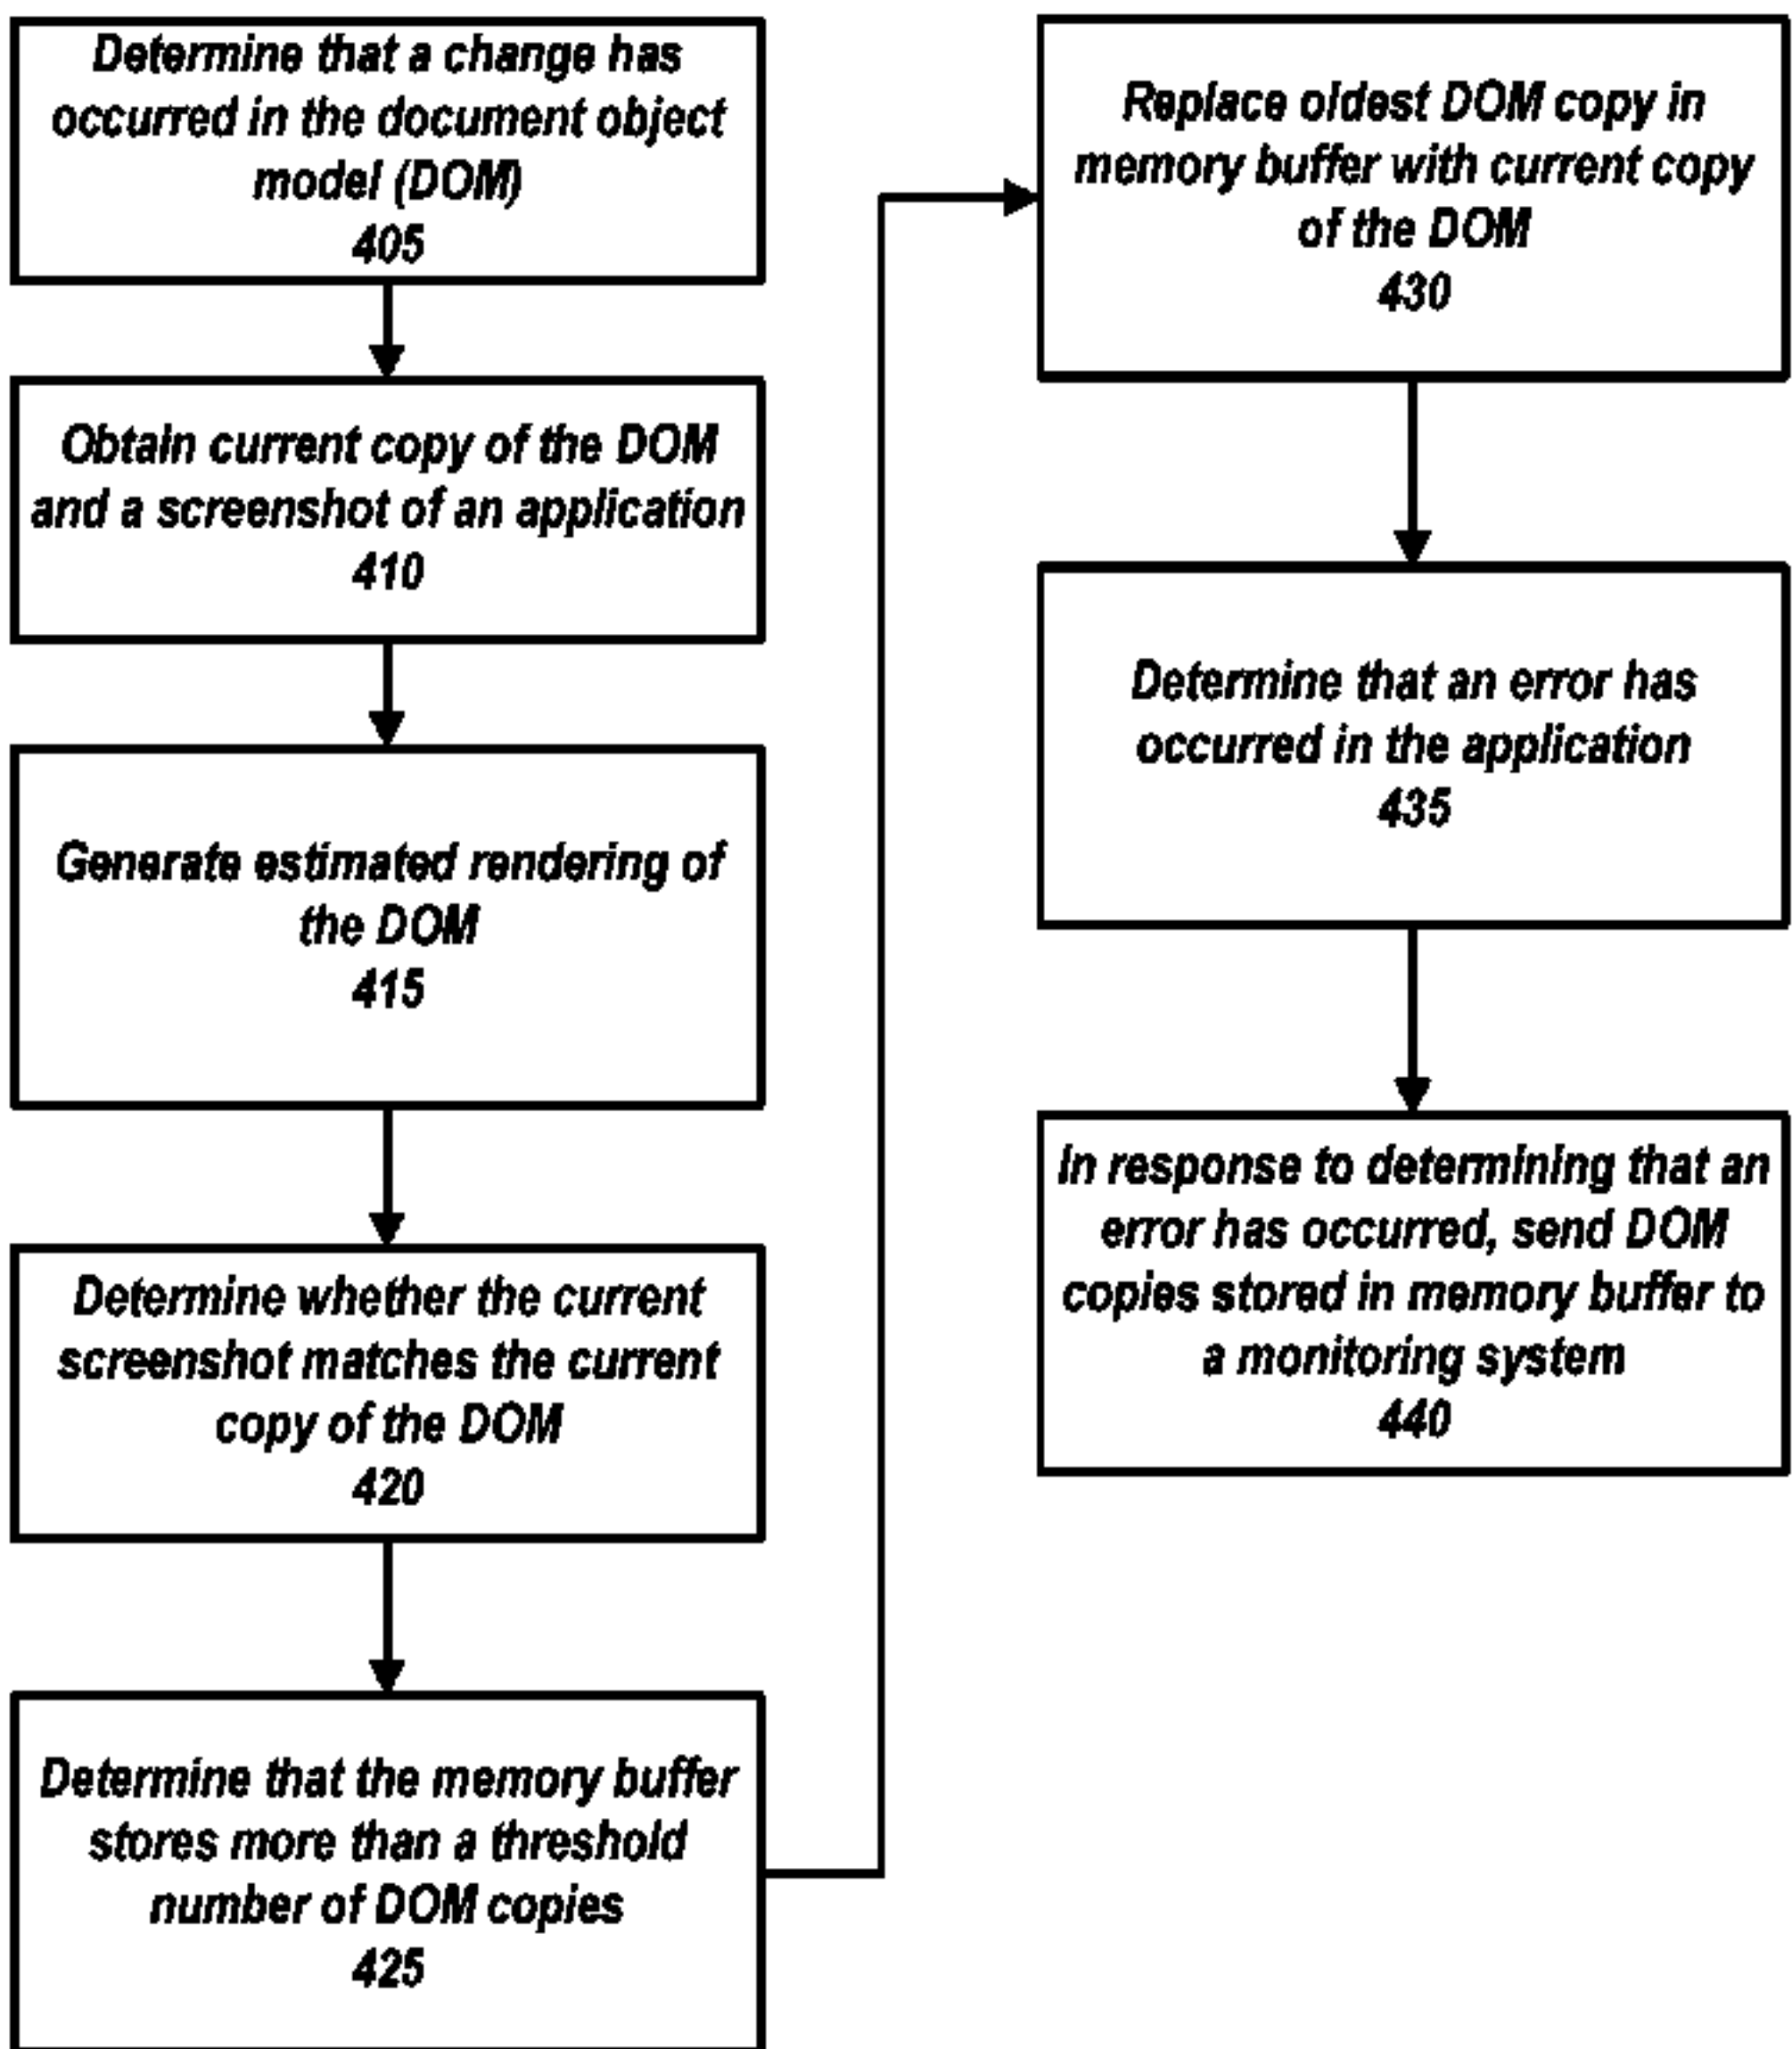 Determine that a change has
occurred in the document object
model (DOM)
405
Obtain current copy of the DOM
and a screenshot of an application
410
Generate estimated rendering of
the DOM
415
Determine whether the current
screenshot matches the current
copy of the DOM
420
Determine that the memory buffer
stores more than a threshold
number of DOM copies
425
Replace oldest DOM copy in
memory buffer with current copy
of the DOM
430
Determine that an error has
occurred in the application
435
In response to determining that an
error has occurred, send DOM
copies stored in memory buffer to
a monitoring system
440